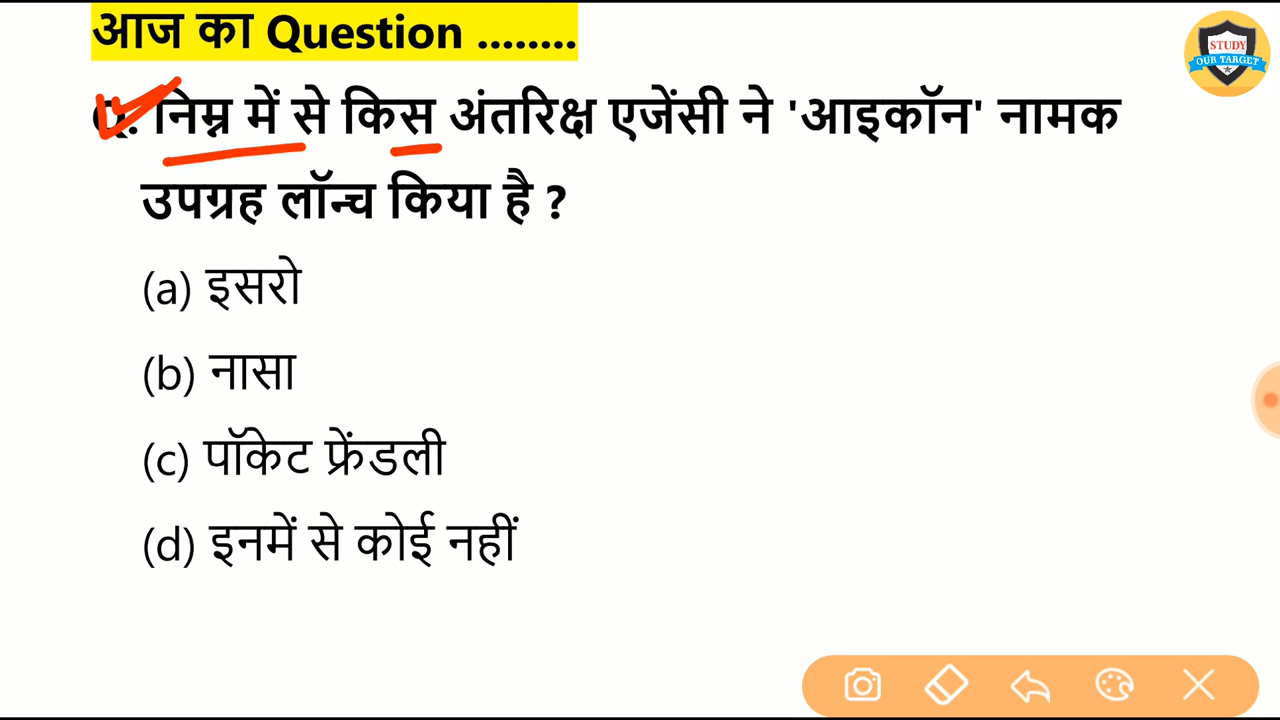 आज का Question ........
STUDY
OUR TARGET
Q. निम्न में से किस अंतरिक्ष एजेंसी ने 'आइकॉन' नामक
उपग्रह लॉन्च किया है ?
(a) इसरो
(b) नासा
(c) पॉकेट फ्रेंडली
(d) इनमें से कोई नहीं